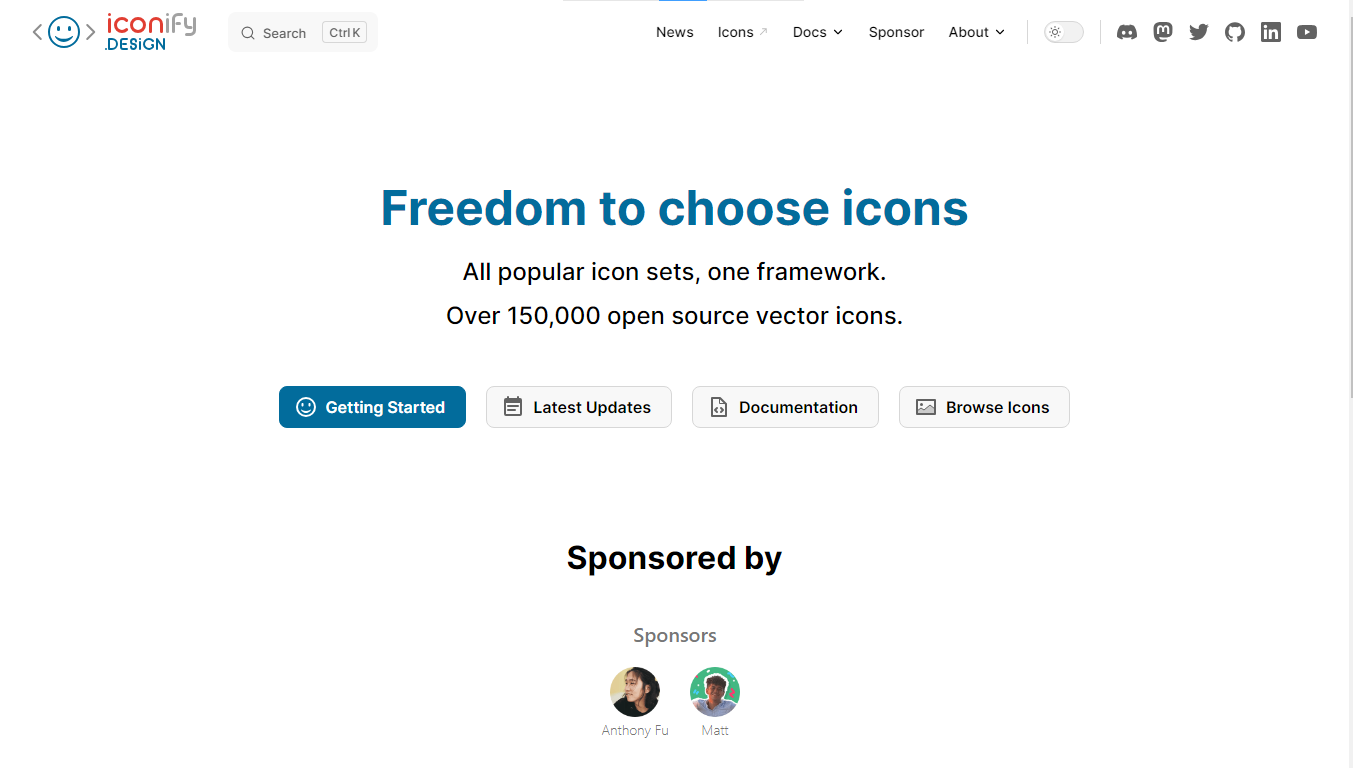 iconify
.DESiGN
Search Ctrl K
News Icons Docs Sponsor About
Freedom to choose icons
All popular icon sets, one framework.
Over 150,000 open source vector icons.
Getting Started Latest Updates Documentation Browse Icons
Sponsored by
Sponsors
Anthony Fu Matt